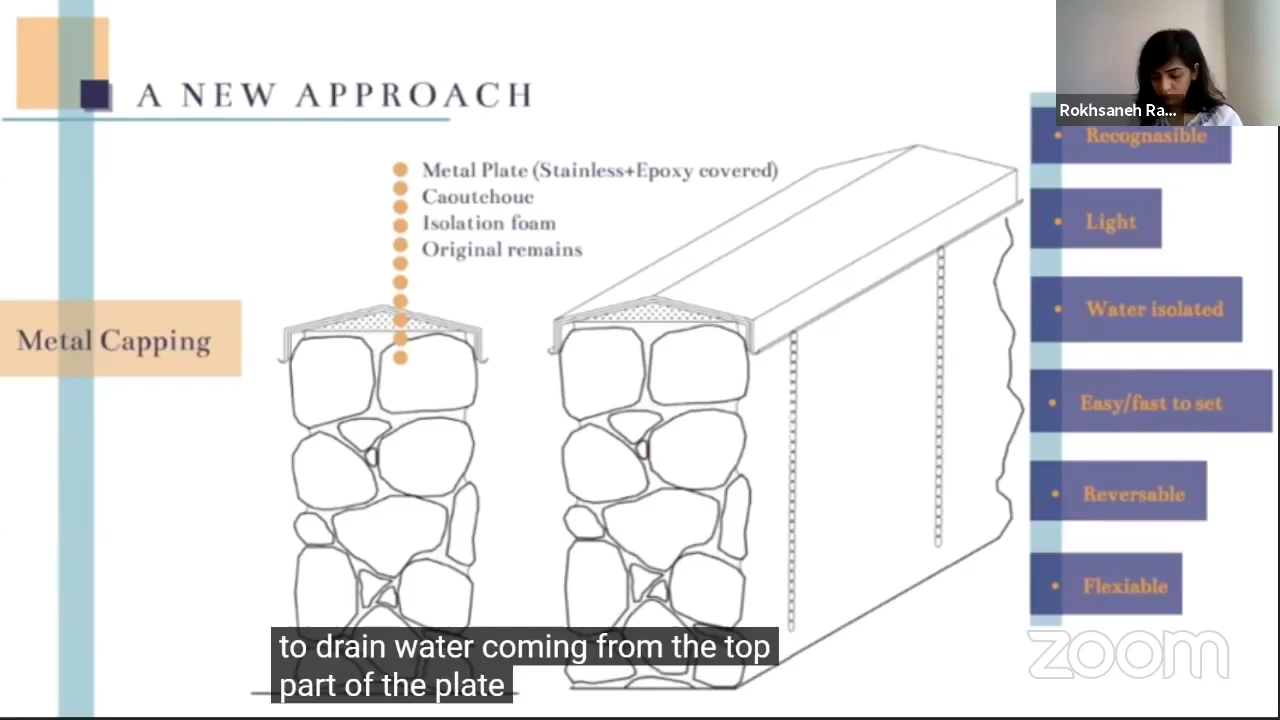 A NEW APPROACH
Rokhsaneh Ra...
Metal Plate (Stainless+Epoxy covered)
Caoutchouc
Isolation foam
Original remains
Metal Capping
• Recognasible
• Light
• Water isolated
• Easy/fast to set
• Reversable
• Flexiable
to drain water coming from the top
part of the plate
zoom